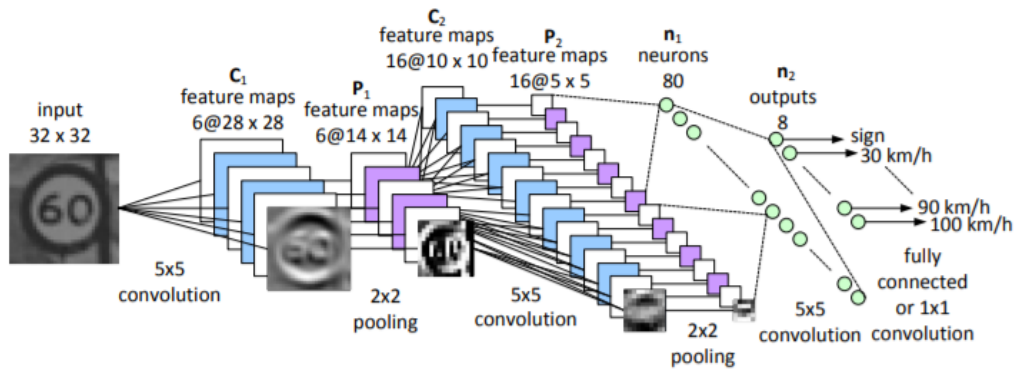 input
32 x 32
60
C1
feature maps
6@28 x 28
60
P1
feature maps
6@14 x 14
C2
feature maps
16@10 x 10
P2
feature maps
16@5 x 5
n1
neurons
80
n2
outputs
8
sign
30 km/h
90 km/h
100 km/h
5x5
convolution
2x2
pooling
5x5
convolution
2x2
pooling
5x5
convolution
fully
connected
or 1x1
convolution